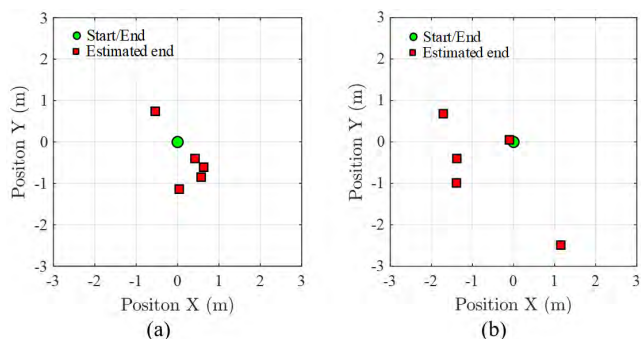 3
2
1
0
-1
-2
-3
Position Y (m)
Start/End
Estimated end
-3 -2 -1 0 1 2 3
Positon X (m)
(a)
3
2
1
0
-1
-2
-3
Position Y (m)
Start/End
Estimated end
-3 -2 -1 0 1 2 3
Position X (m)
(b)